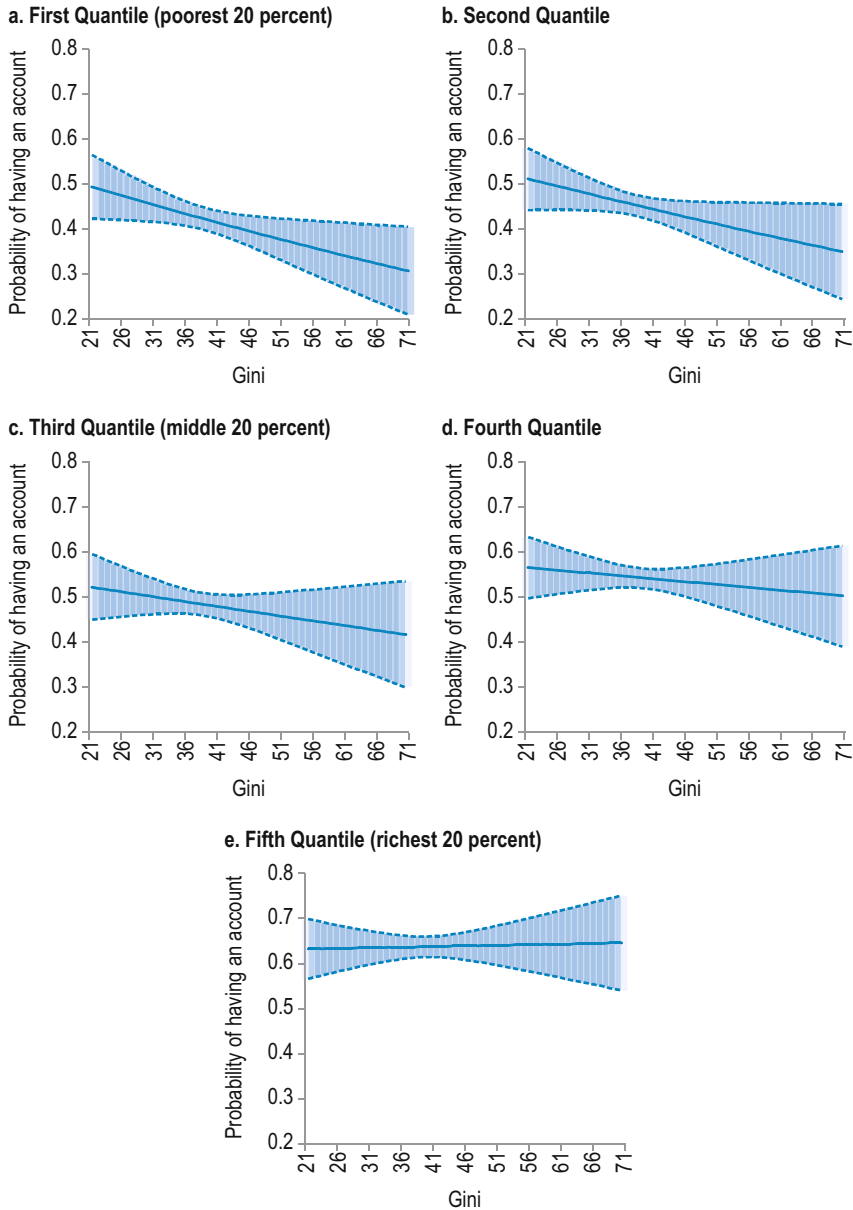 a. First Quantile (poorest 20 percent)
Probability of having an account
0.8
0.7
0.6
0.5
0.4
0.3
0.2
21 26 31 36 41 46 51 56 61 66 71
Gini
b. Second Quantile
Probability of having an account
0.8
0.7
0.6
0.5
0.4
0.3
0.2
21 26 31 36 41 46 51 56 61 66 71
Gini
c. Third Quantile (middle 20 percent)
Probability of having an account
0.8
0.7
0.6
0.5
0.4
0.3
0.2
21 26 31 36 41 46 51 56 61 66 71
Gini
d. Fourth Quantile
Probability of having an account
0.8
0.7
0.6
0.5
0.4
0.3
0.2
21 26 31 36 41 46 51 56 61 66 71
Gini
e. Fifth Quantile (richest 20 percent)
Probability of having an account
0.8
0.7
0.6
0.5
0.4
0.3
0.2
21 26 31 36 41 46 51 56 61 66 71
Gini